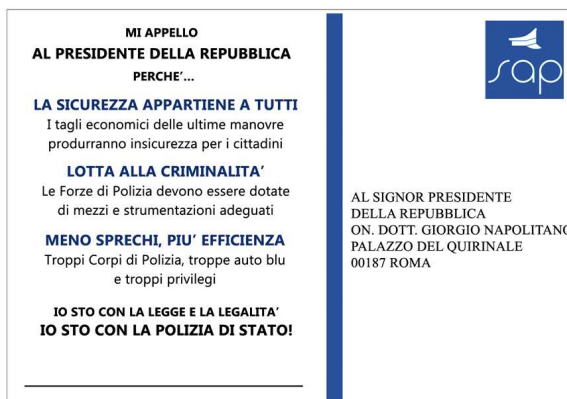 MI APPELLO
AL PRESIDENTE DELLA REPUBBLICA
PERCHE’...
LA SICUREZZA APPARTIENE A TUTTI
I tagli economici delle ultime manovre
produrranno insicurezza per i cittadini
LOTTA ALLA CRIMINALITA’
Le Forze di Polizia devono essere dotate
di mezzi e strumentazioni adeguati
MENO SPRECHI, PIU’ EFFICIENZA
Troppi Corpi di Polizia, troppe auto blu
e troppi privilegi
IO STO CON LA LEGGE E LA LEGALITA’
IO STO CON LA POLIZIA DI STATO!
sap
AL SIGNOR PRESIDENTE
DELLA REPUBBLICA
ON. DOTT. GIORGIO NAPOLITANO
PALAZZO DEL QUIRINALE
00187 ROMA